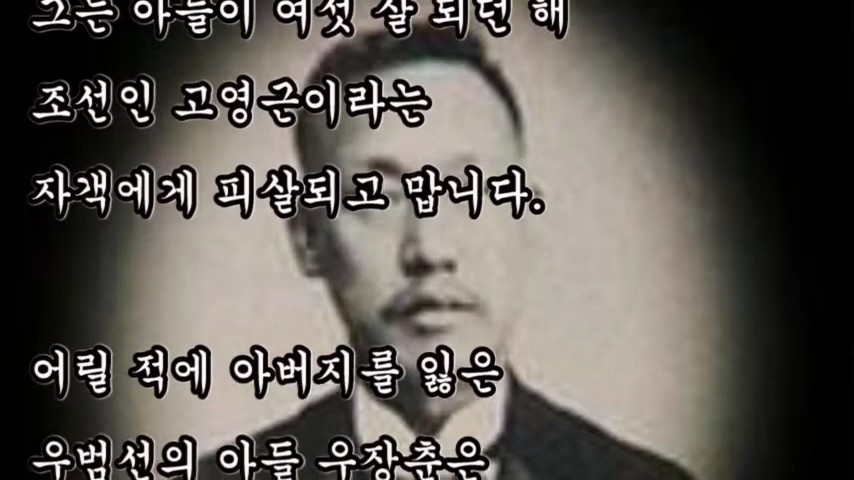 그는 아들이 여섯 살 되던 해
조선인 고영근이라는
자객에게 피살되고 맙니다.
어릴 적에 아버지를 잃은
우범선의 아들 우장춘은